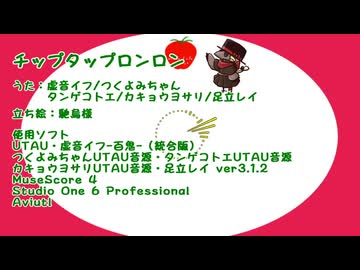 チップタップロンロン
うた：虚音イフ/つくよみちゃん
タンゲコトエ/カキョウヨサリ/足立レイ
立ち絵：馳鳥様
使用ソフト
UTAU・虚音イフ-百鬼-（統合版）
つくよみちゃんUTAU音源・タンゲコトエUTAU音源
カキョウヨサリUTAU音源・足立レイ ver3.1.2
MuseScore 4
Studio One 6 Professional
Aviutl